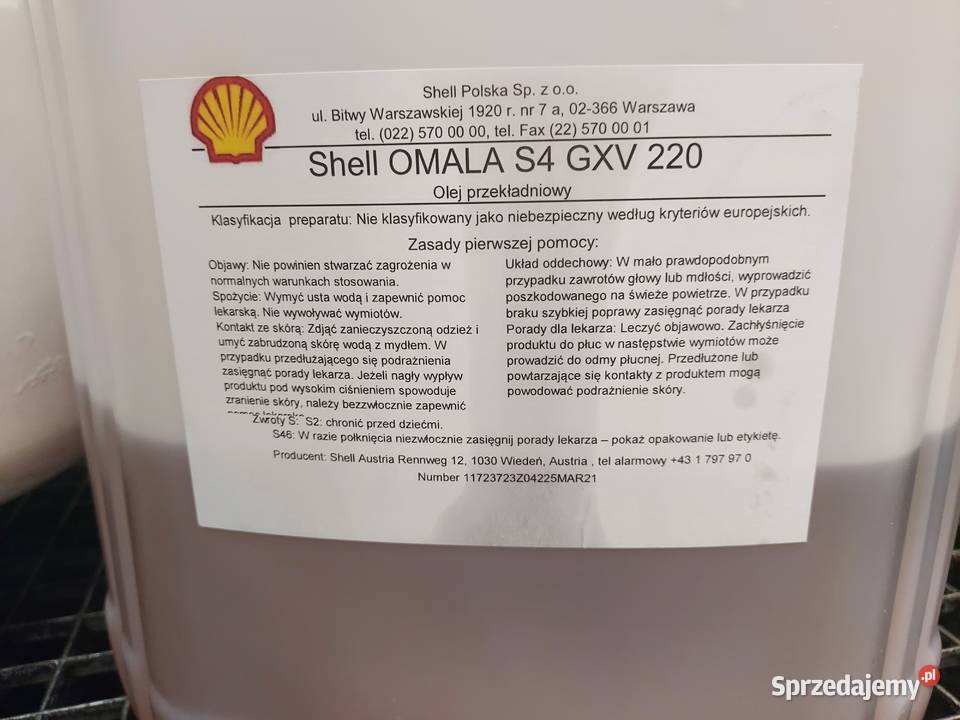 Shell Polska Sp. z o.o.
ul. Bitwy Warszawskiej 1920 r. nr 7 a, 02-366 Warszawa
tel. (022) 570 00 00, tel. Fax (22) 570 00 01
Shell OMALA S4 GXV 220
Olej przekładniowy
Klasyfikacja preparatu: Nie klasyfikowany jako niebezpieczny według kryteriów europejskich.
Zasady pierwszej pomocy:
Objawy: Nie powinien stwarzać zagrożenia w
normalnych warunkach stosowania.
Spożycie: Wymyć usta wodą i zapewnić pomoc
lekarską. Nie wywoływać wymiotów.
Kontakt ze skórą: Zdjąć zanieczyszczoną odzież i
umyć zabrudzoną skórę wodą z mydłem. W
przypadku przedłużającego się podrażnienia
zasięgnąć porady lekarza. Jeżeli nagły wypływ
produktu pod wysokim ciśnieniem spowoduje
zranienie skóry, należy bezzwłocznie zapewnić
Układ oddechowy: W mało prawdopodobnym
przypadku zawrotów głowy lub mdłości, wyprowadzić
poszkodowanego na świeże powietrze. W przypadku
braku szybkiej poprawy zasięgnąć porady lekarza
Porady dla lekarza: Leczyć objawowo. Zachłyśnięcie
produktu do płuc w następstwie wymiotów może
prowadzić do odmy płucnej. Przedłużone lub
powtarzające się kontakty z produktem mogą
powodować podrażnienie skóry.
Zwroty S: S2: chronić przed dziećmi.
S46: W razie połknięcia niezwłocznie zasięgnij porady lekarza – pokaż opakowanie lub etykietę.
Producent: Shell Austria Rennweg 12, 1030 Wiedeń, Austria , tel alarmowy +43 1 797 97 0
Number 11723723Z04225MAR21
Sprzedajemy.pl